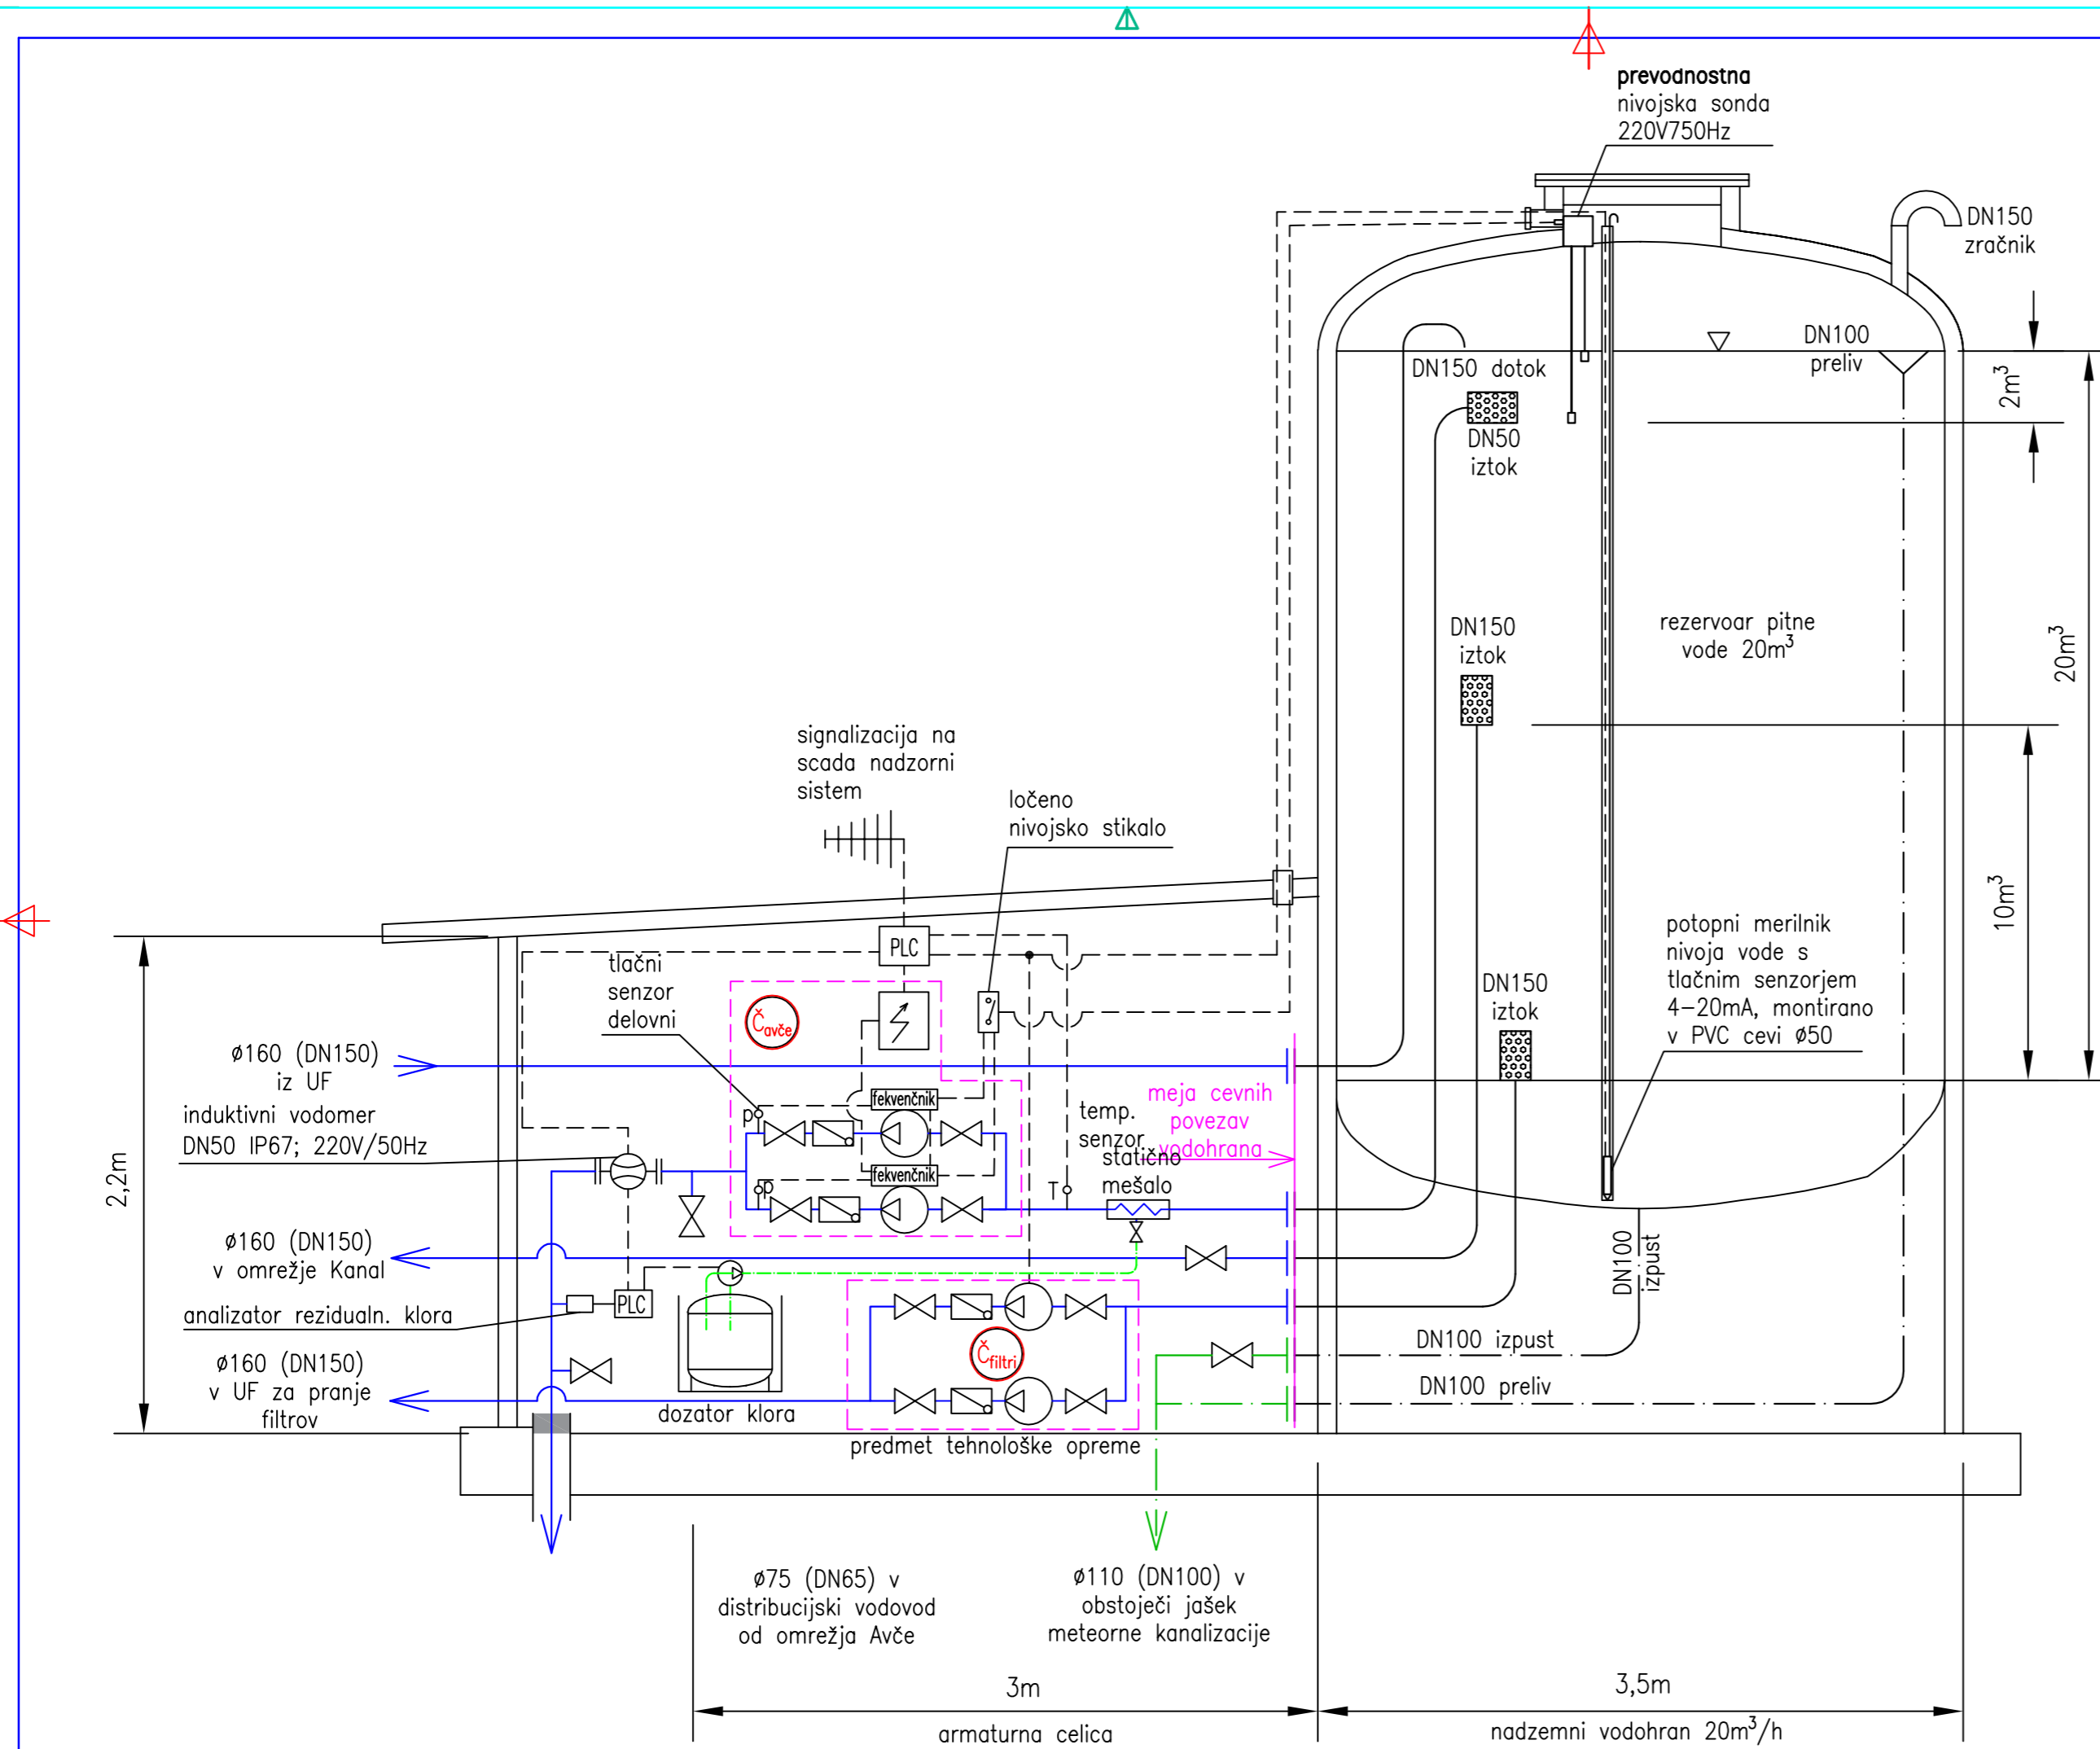 prevodnostna
nivojska sonda
220V750Hz
DN150
zračnik
DN100
preliv
2m³
DN150 dotok
DN50
iztok
DN150
iztok
rezervoar pitne
vode 20m³
20m³
signalizacija na
scada nadzorni
sistem
ločeno
nivojsko stikalo
10m³
potopni merilnik
nivoja vode s
tlačnim senzorjem
4-20mA, montirano
v PVC cevi ø50
PLC
tlačni
senzor
delovni
DN150
iztok
Čavče
ø160 (DN150)
iz UF
fekvenčnik
meja cevnih
povezav
vodohrana
temp.
senzor
induktivni vodomer
DN50 IP67; 220V/50Hz
p
fekvenčnik
statično
mešalo
2,2m
p
T
ø160 (DN150)
v omrežje Kanal
DN100
izpust
PLC
analizator rezidualn. klora
DN100 izpust
Čfiltri
ø160 (DN150)
v UF za pranje
filtrov
DN100 preliv
dozator klora
predmet tehnološke opreme
ø75 (DN65) v
distribucijski vodovod
od omrežja Avče
ø110 (DN100) v
obstoječi jašek
meteorne kanalizacije
3m
3,5m
armaturna celica
nadzemni vodohran 20m³/h